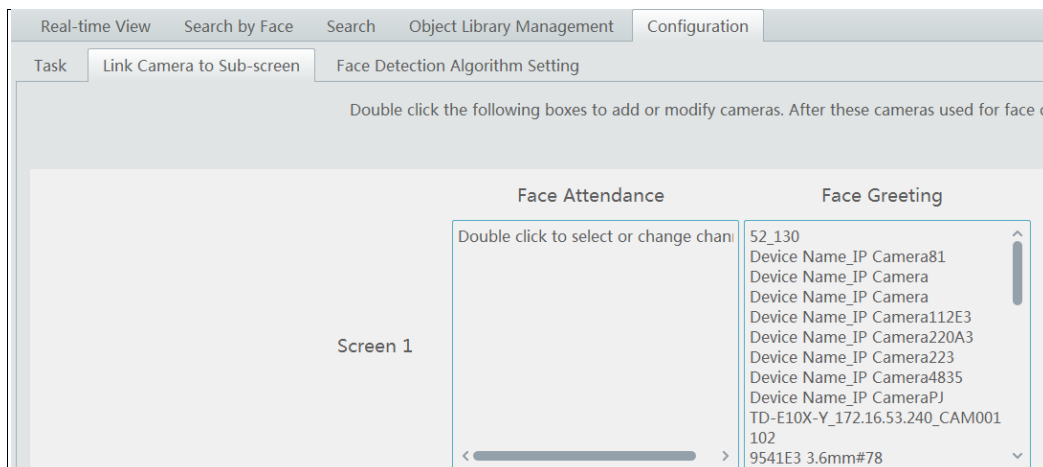 Real-time View Search by Face Search Object Library Management Configuration
Task Link Camera to Sub-screen Face Detection Algorithm Setting
Double click the following boxes to add or modify cameras. After these cameras used for face
Face Attendance Face Greeting
Double click to select or change
52_130
Device Name_IP Camera81
Device Name_IP Camera
Device Name_IP Camera
Device Name_IP Camera112E3
Device Name_IP Camera220A3
Device Name_IP Camera223
Device Name_IP Camera4835
Device Name_IP CameraPJ
TD-E10X-Y_172.16.53.240_CAM001
102
9541E3 3.6mm#78
Screen 1